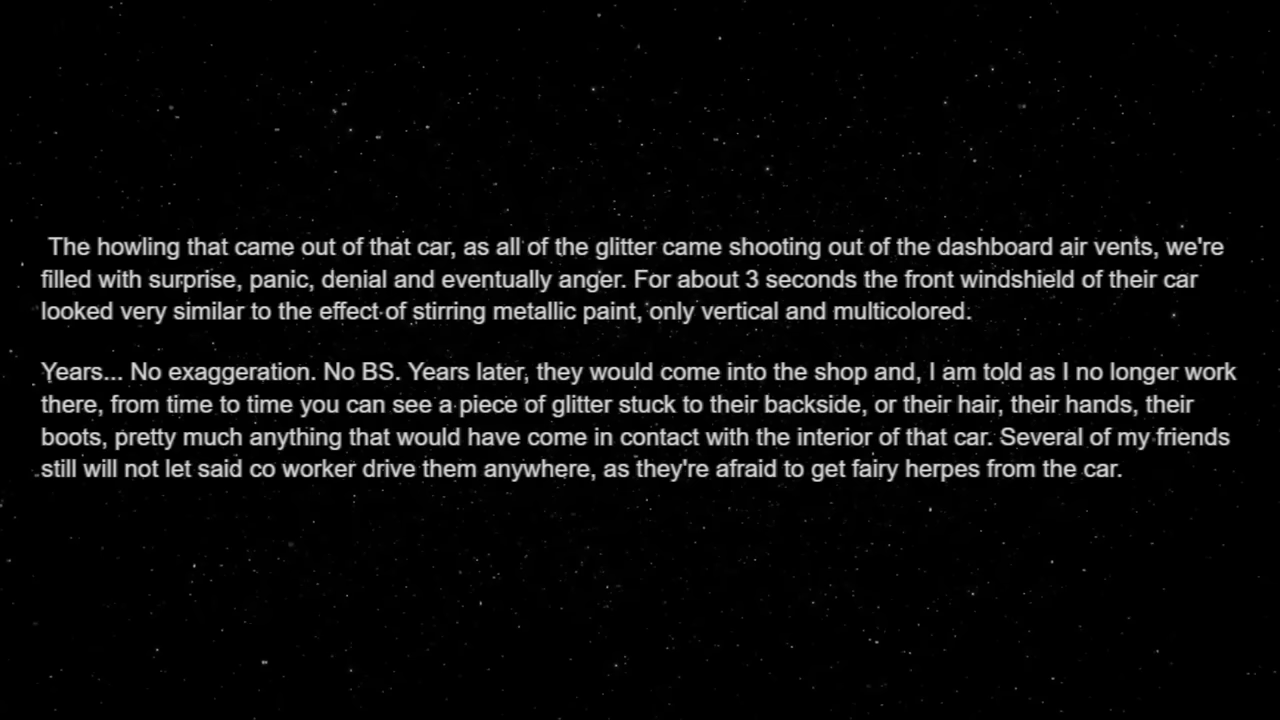 The howling that came out of that car, as all of the glitter came shooting out of the dashboard air vents, we're
filled with surprise, panic, denial and eventually anger. For about 3 seconds the front windshield of their car
looked very similar to the effect of stirring metallic paint, only vertical and multicolored.
Years... No exaggeration. No BS. Years later, they would come into the shop and, I am told as I no longer work
there, from time to time you can see a piece of glitter stuck to their backside, or their hair, their hands, their
boots, pretty much anything that would have come in contact with the interior of that car. Several of my friends
still will not let said co worker drive them anywhere, as they're afraid to get fairy herpes from the car.